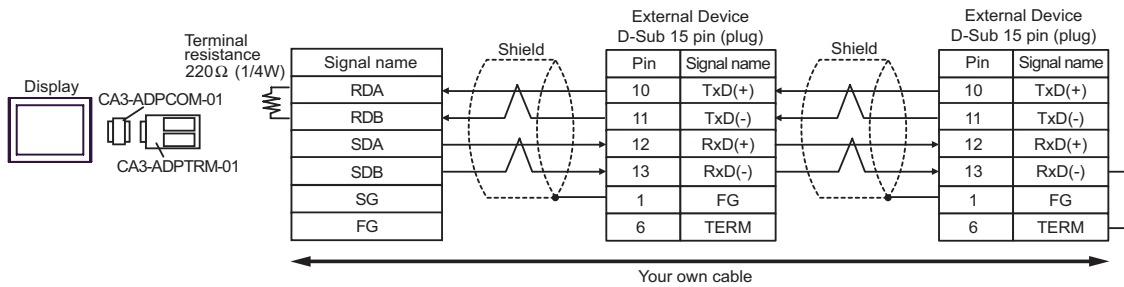 External Device
D-Sub 15 pin (plug)
External Device
D-Sub 15 pin (plug)
Terminal
resistance
220Ω (1/4W)
Shield
Shield
Display
CA3-ADPCOM-01
CA3-ADPTRM-01
Signal name
RDA
RDB
SDA
SDB
SG
FG
Pin Signal name
10 TxD(+)
11 TxD(-)
12 RxD(+)
13 RxD(-)
1 FG
6 TERM
Pin Signal name
10 TxD(+)
11 TxD(-)
12 RxD(+)
13 RxD(-)
1 FG
6 TERM
Your own cable